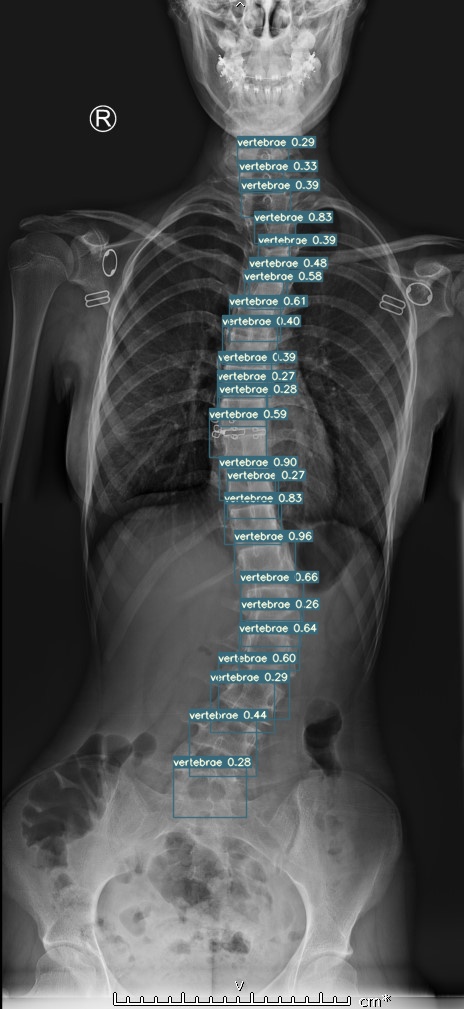 ^
vertebrae 0.29
R
vertebrae 0.33
vertebrae 0.39
vertebrae 0.83
vertebrae 0.39
vertebrae 0.48
vertebrae 0.58
vertebrae 0.61
vertebrae 0.40
vertebrae 0.39
vertebrae 0.27
vertebrae 0.28
vertebrae 0.59
vertebrae 0.90
vertebrae 0.27
vertebrae 0.83
vertebrae 0.96
vertebrae 0.66
vertebrae 0.26
vertebrae 0.64
vertebrae 0.60
vertebrae 0.29
vertebrae 0.44
vertebrae 0.28
v
cm*